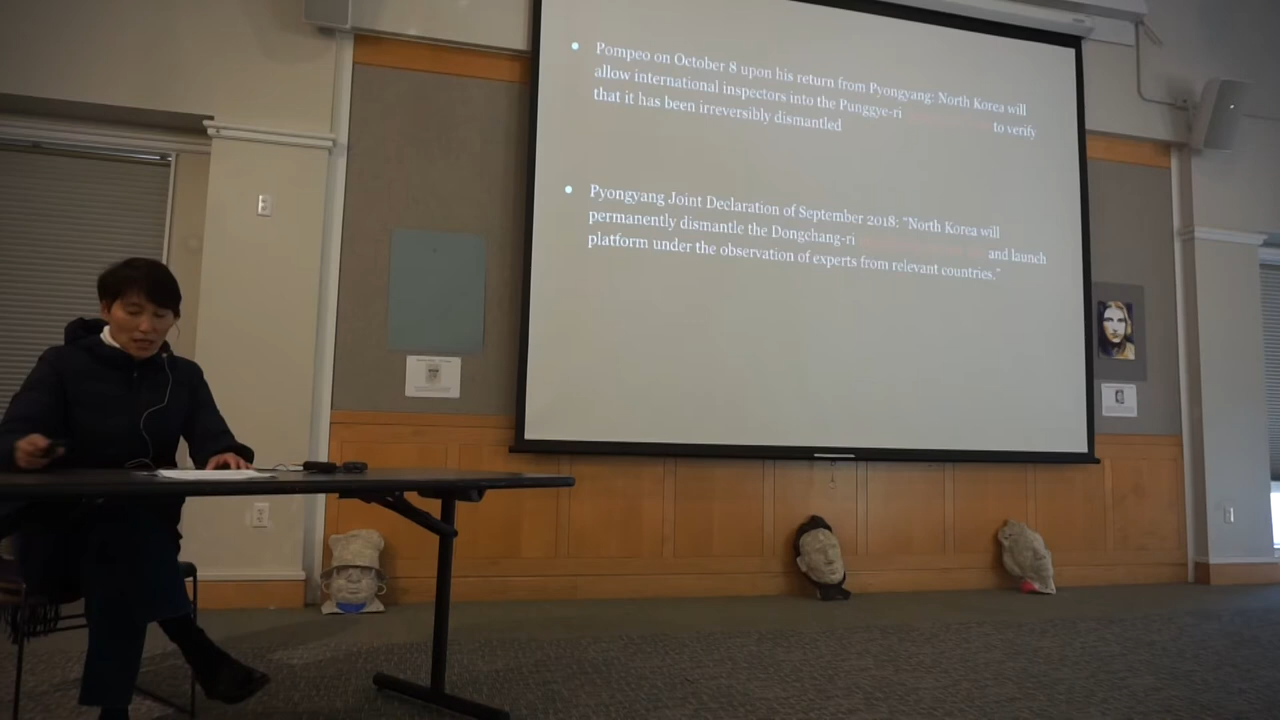 • Pompeo on October 8 upon his return from Pyongyang: North Korea will
allow international inspectors into the Punggye-ri to verify
that it has been irreversibly dismantled
• Pyongyang Joint Declaration of September 2018: “North Korea will
permanently dismantle the Dongchang-ri and launch
platform under the observation of experts from relevant countries.”